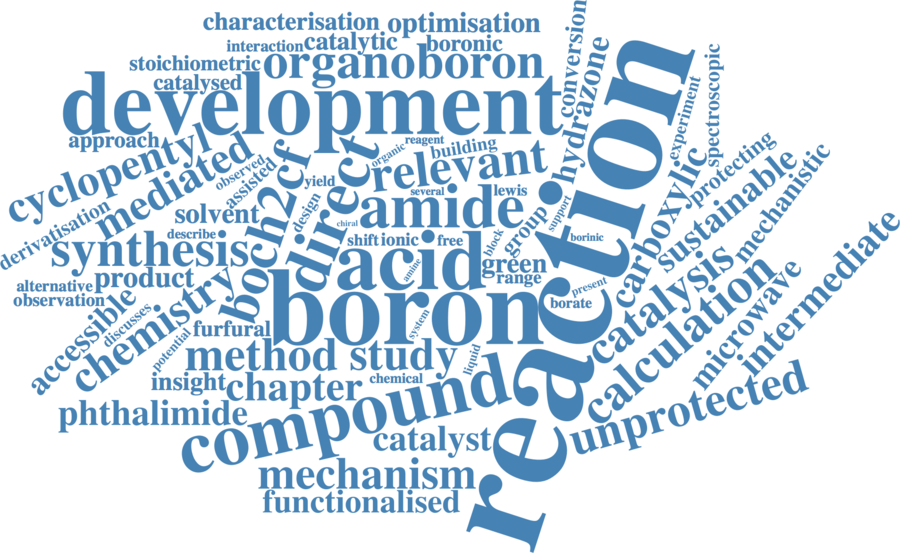 characterisation
optimisation
interaction
catalytic
boronic
conversion
stoichiometric
organoboron
catalysed
development
hydrazone
reaction
spectroscopic
experiment
approach
cyclopentyl
mediated
observed
assisted
boch2cf
direct
organic
reagent
building
relevant
protecting
derivatisation
solvent
yield
several
lewis
amide
design
chiral
describe
synthesis
shift
ionic
free
block
group
support
borinic
carboxylic
sustainable
mechanistic
alternative
product
observation
acid
amine
green
range
present
borate
boron
accessible
discusses
chemistry
potential
furfural
system
liquid
catalysis
calculation
microwave
intermediate
method
study
insight
chapter
chemical
phthalimide
compound
catalyst
unprotected
mechanism
functionalised